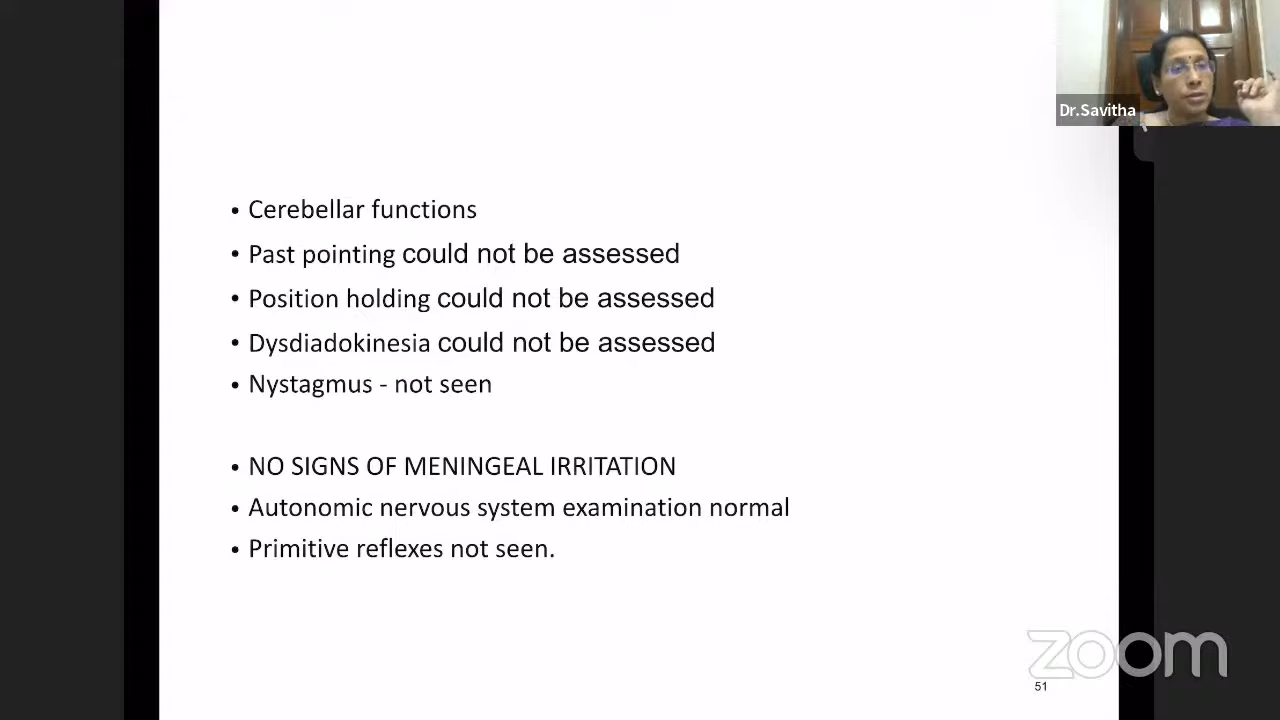 Dr.Savitha
• Cerebellar functions
• Past pointing could not be assessed
• Position holding could not be assessed
• Dysdiadokinesia could not be assessed
• Nystagmus - not seen
• NO SIGNS OF MENINGEAL IRRITATION
• Autonomic nervous system examination normal
• Primitive reflexes not seen.
zoom
51